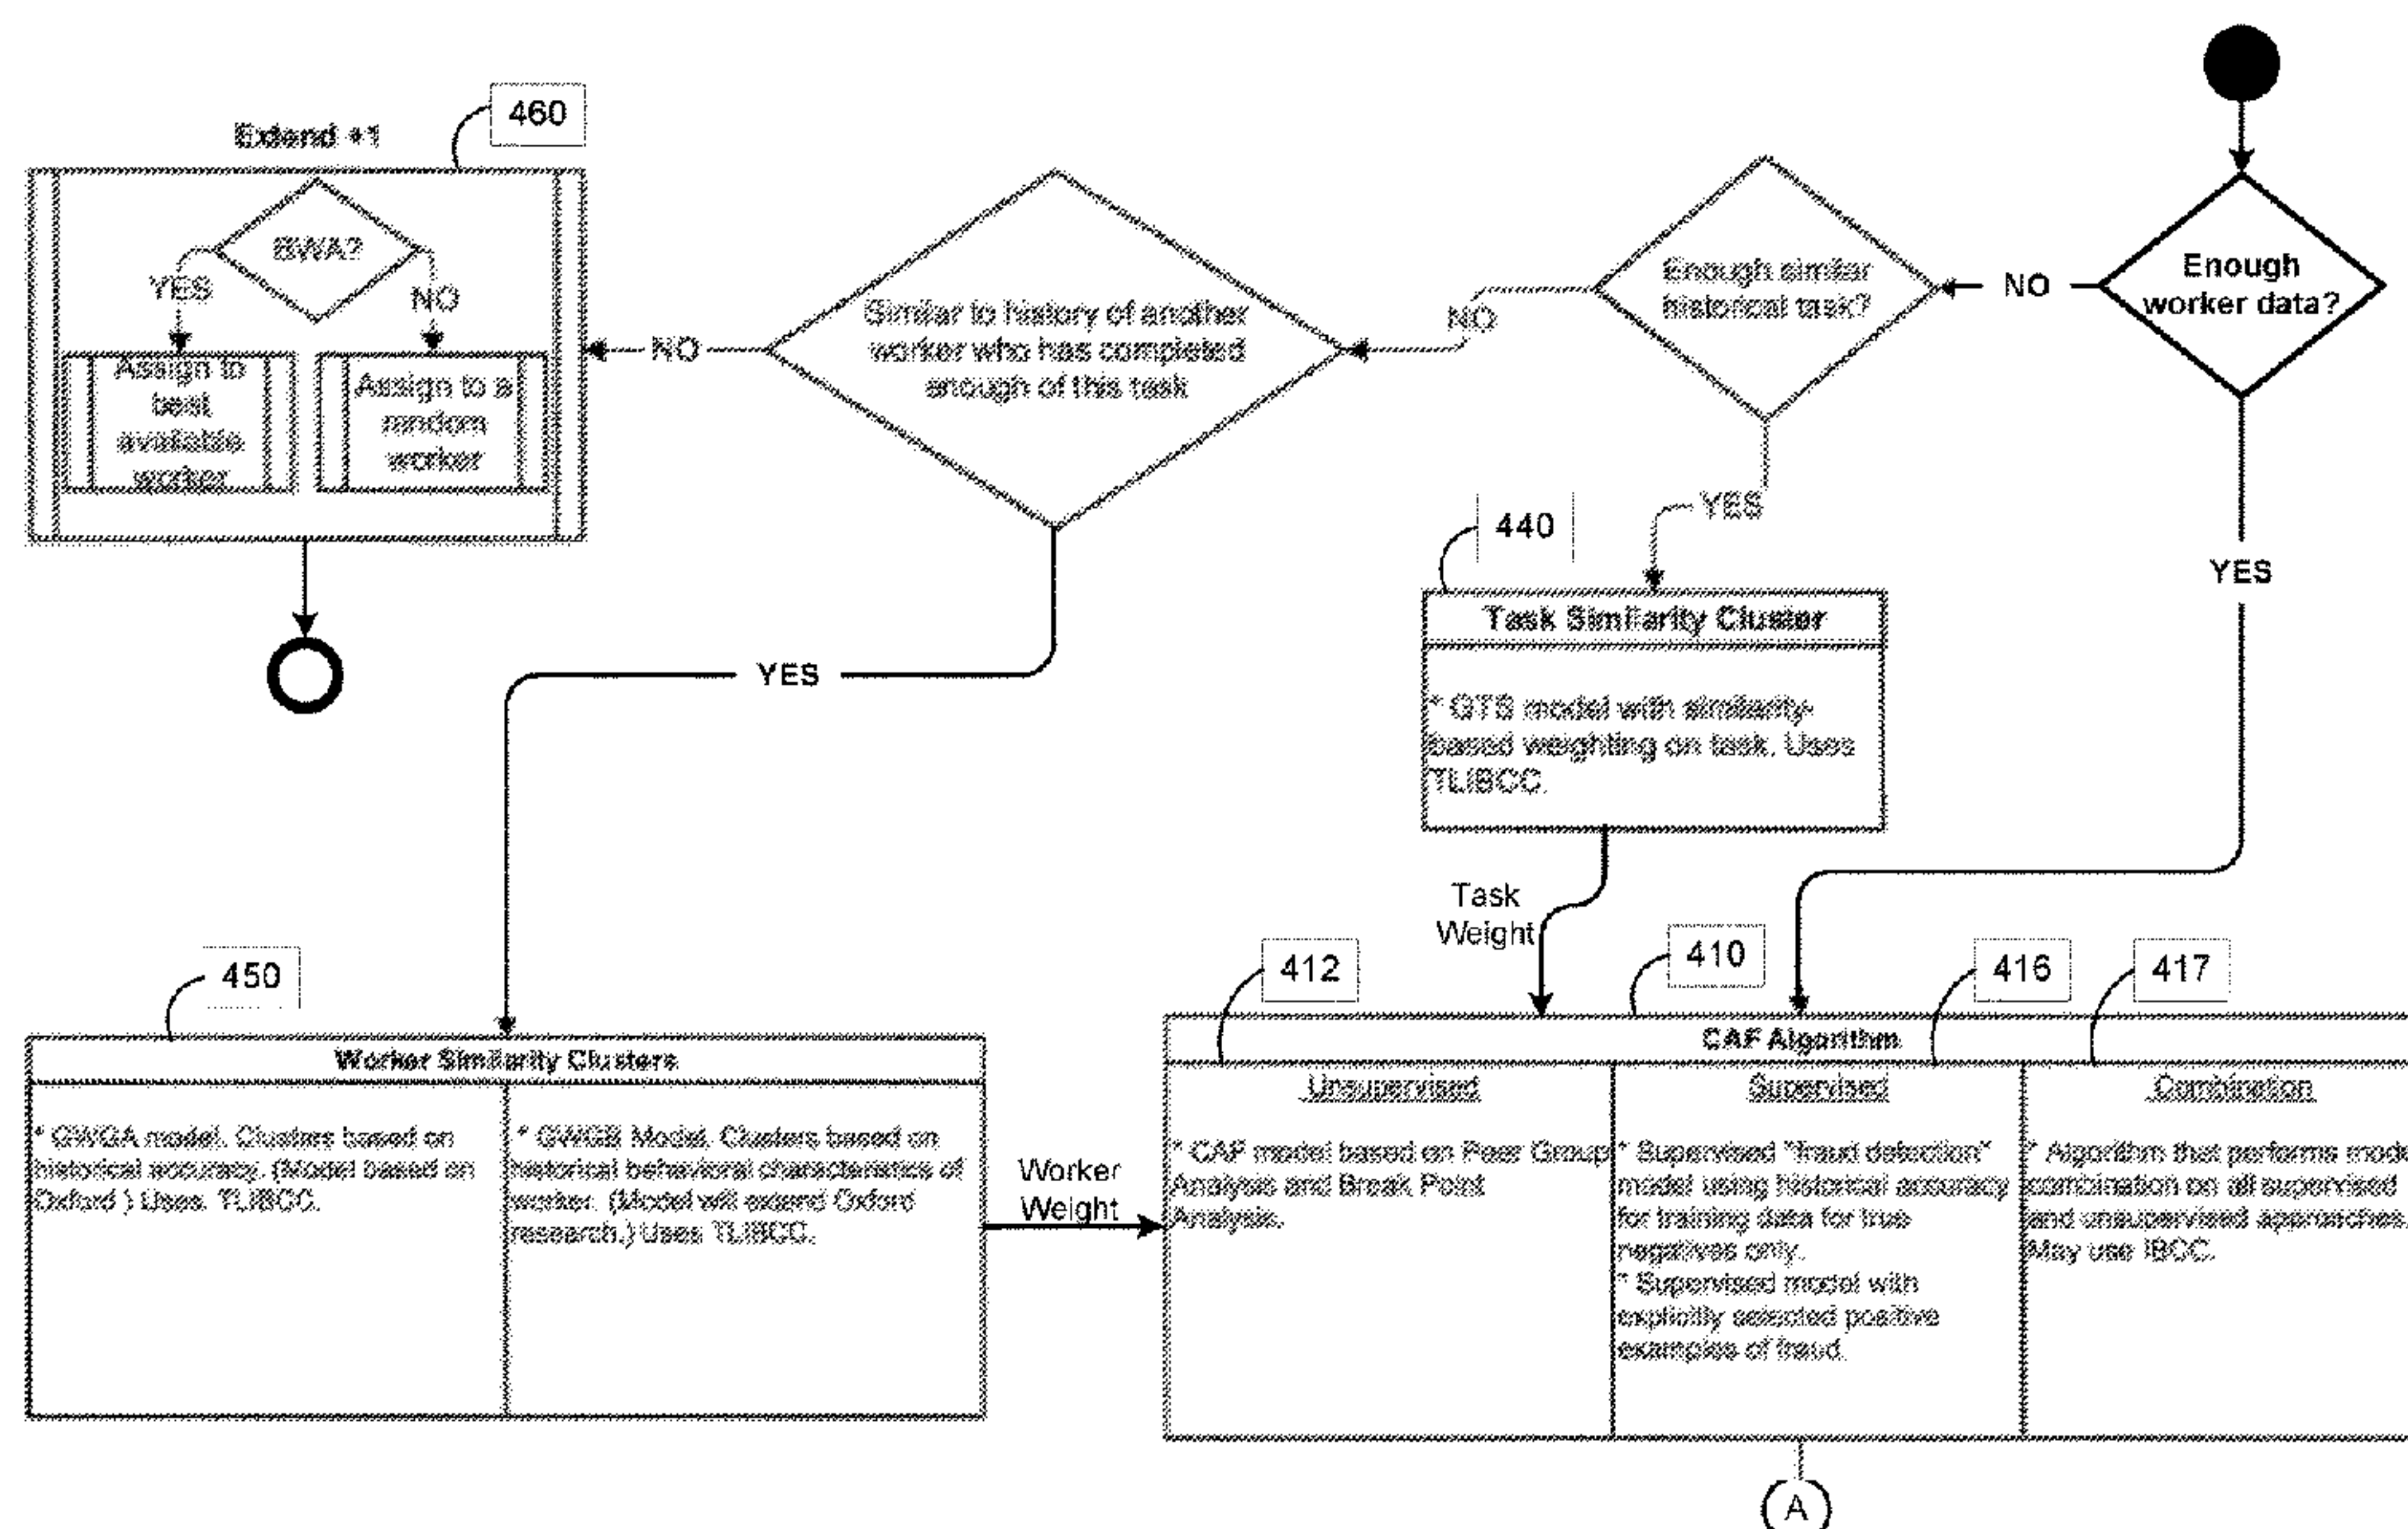 460
Extend +1
BWA?
YES
NO
Assign to
best
available
worker
Assign to a
random
worker
NO
Similar to history of another
worker who has completed
enough of this task
NO
Enough similar
historical task?
NO
Enough
worker data?
YES
YES
YES
440
Task Similarity Cluster
* GTS model with similarity-
based weighting on task. Uses
TLIBCC.
Task
Weight
450
Worker Similarity Clusters
* GWGA model. Clusters based on
historical accuracy. (Model based on
Oxford ) Uses. TLIBCC.
* GWGB Model. Clusters based on
historical behavioral characteristics of
worker. (Model will extend Oxford
research.) Uses TLIBCC.
Worker
Weight
412
410
416
417
CAF Algorithm
Unsupervised
* CAF model based on Peer Group
Analysis and Break Point
Analysis.
Supervised
* Supervised "fraud detection"
model using historical accuracy
for training data for true
negatives only.
* Supervised model with
explicitly selected positive
examples of fraud.
Combination
* Algorithm that performs mode
combination on all supervised
and unsupervised approaches.
May use IBCC.
A